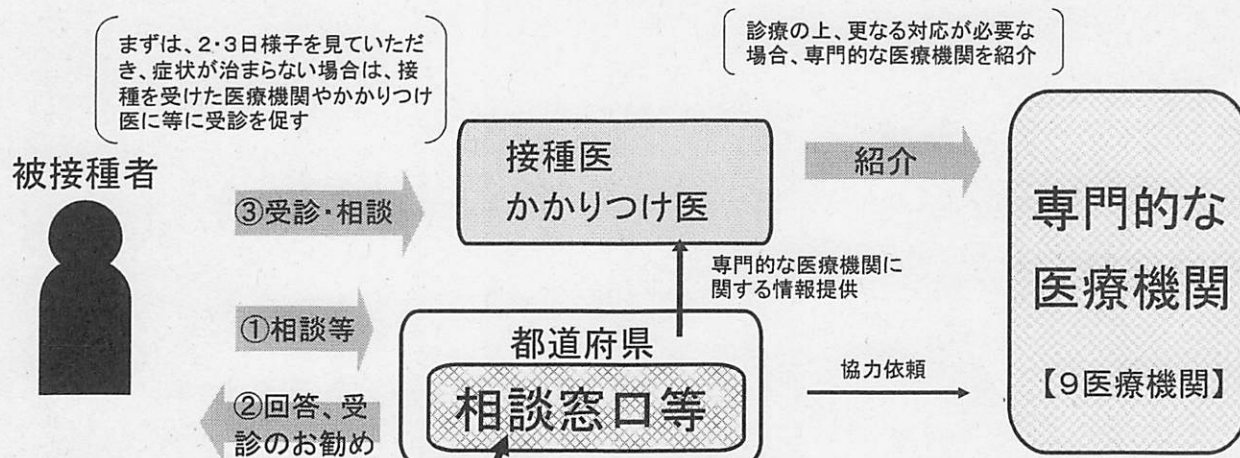 まずは、2・3日様子を見ていただ
き、症状が治まらない場合は、接
種を受けた医療機関やかかりつけ
医に等に受診を促す
診療の上、更なる対応が必要な
場合、専門的な医療機関を紹介
被接種者
③受診・相談
接種医
かかりつけ医
紹介
専門的な
医療機関
【9医療機関】
専門的な医療機関に
関する情報提供
①相談等
都道府県
相談窓口等
協力依頼
②回答、受
診のお勧め